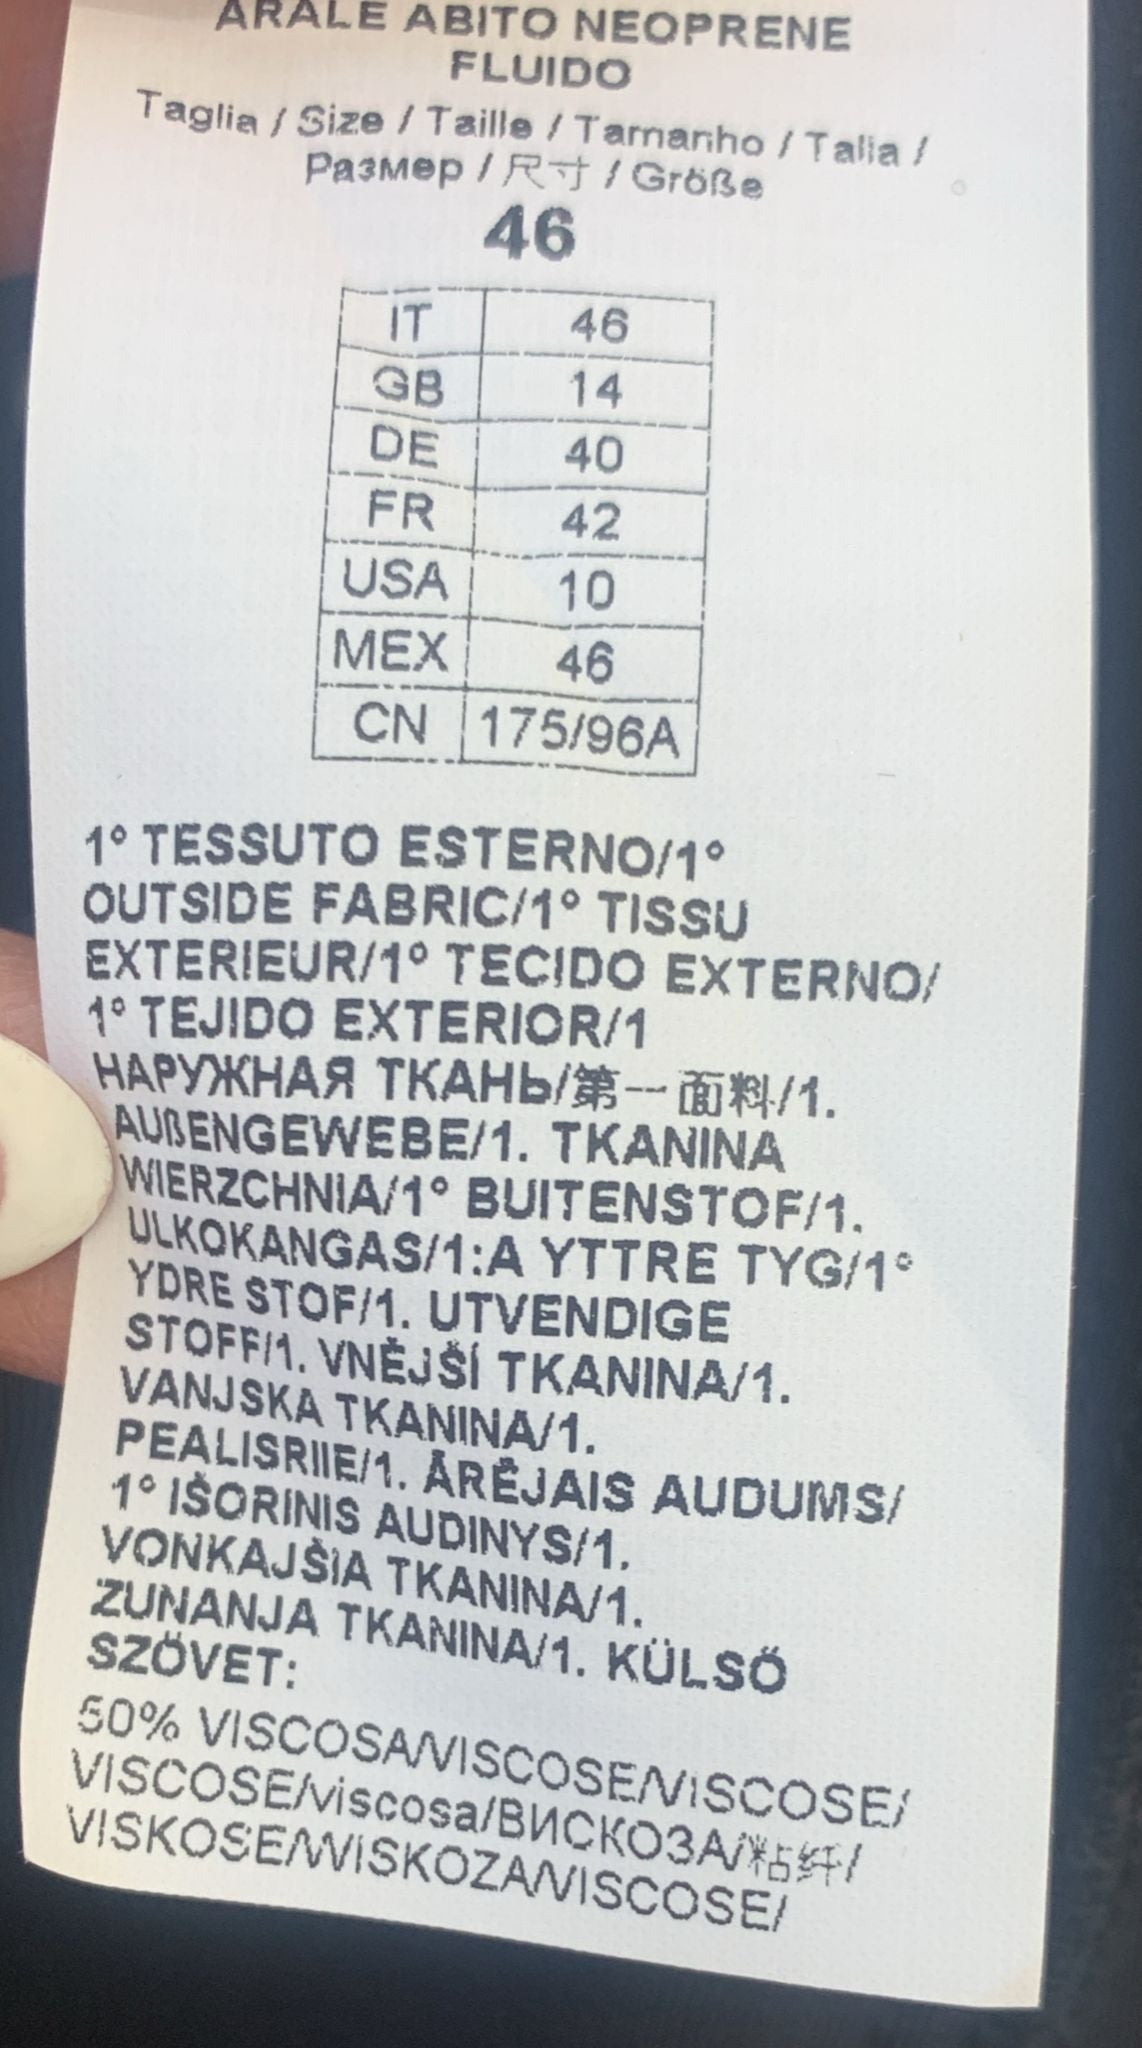 ARALE ABITO NEOPRENE
FLUIDO
Taglia / Size / Taille / Tamanho / Talla /
Размер / 尺寸 / Größe
46
IT 46
GB 14
DE 40
FR 42
USA 10
MEX 46
CN 175/96A
1° TESSUTO ESTERNO/1°
OUTSIDE FABRIC/1° TISSU
EXTERIEUR/1° TECIDO EXTERNO/
1° TEJIDO EXTERIOR/1
НАРУЖНАЯ ТКАНЬ/第一面料/1.
AUßENGEWEBE/1. TKANINA
WIERZCHNIA/1° BUITENSTOF/1.
ULKOKANGAS/1:A YTTRE TYG/1°
YDRE STOF/1. UTVENDIGE
STOFF/1. VNĚJŠÍ TKANINA/1.
VANJSKA TKANINA/1.
PEALISRIIE/1. ĀRĒJAIS AUDUMS/
1° IŠORINIS AUDINYS/1.
VONKAJŠIA TKANINA/1.
ZUNANJA TKANINA/1. KÜLSŐ
SZÖVET:
VISCOSA/VISCOSE/VISCOSE/
VISCOSE/viscosa/ВИСКОЗА/粘纤/
VISKOSE/WISKOZA/VISCOSE/